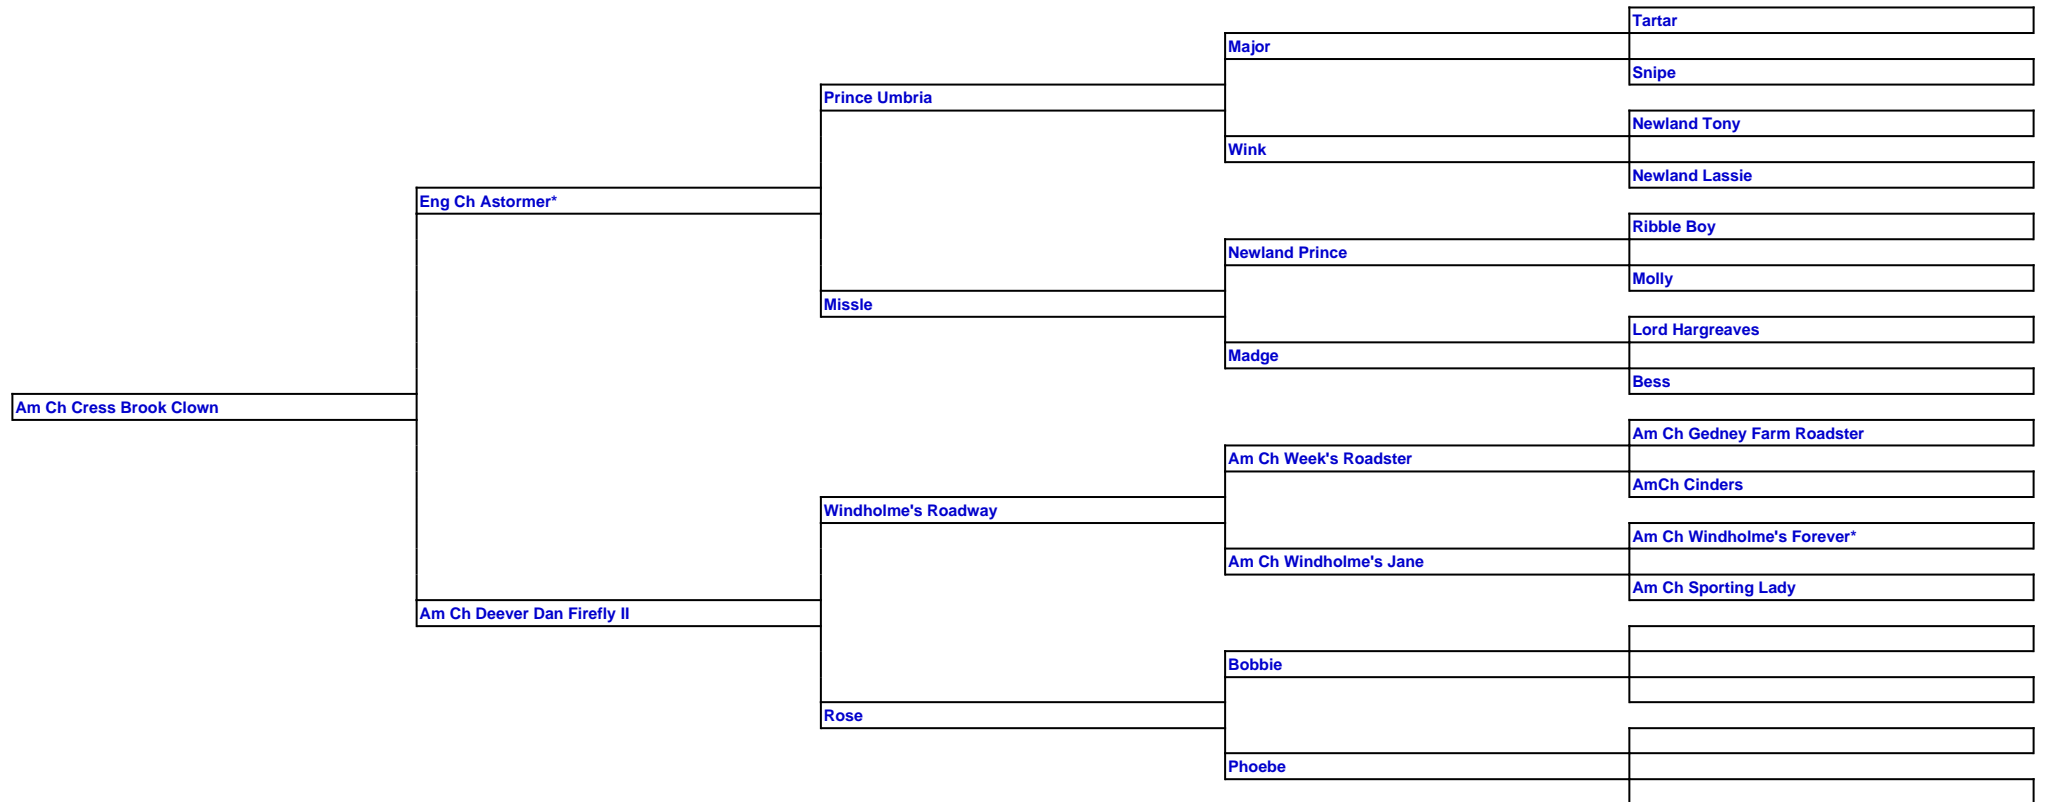 Tartar
Major
Snipe
Prince Umbria
Newland Tony
Wink
Newland Lassie
Eng Ch Astormer*
Ribble Boy
Newland Prince
Molly
Missle
Lord Hargreaves
Madge
Bess
Am Ch Cress Brook Clown
Am Ch Gedney Farm Roadster
Am Ch Week's Roadster
AmCh Cinders
Windholme's Roadway
Am Ch Windholme's Forever*
Am Ch Windholme's Jane
Am Ch Sporting Lady
Am Ch Deever Dan Firefly II
Bobbie
Rose
Phoebe